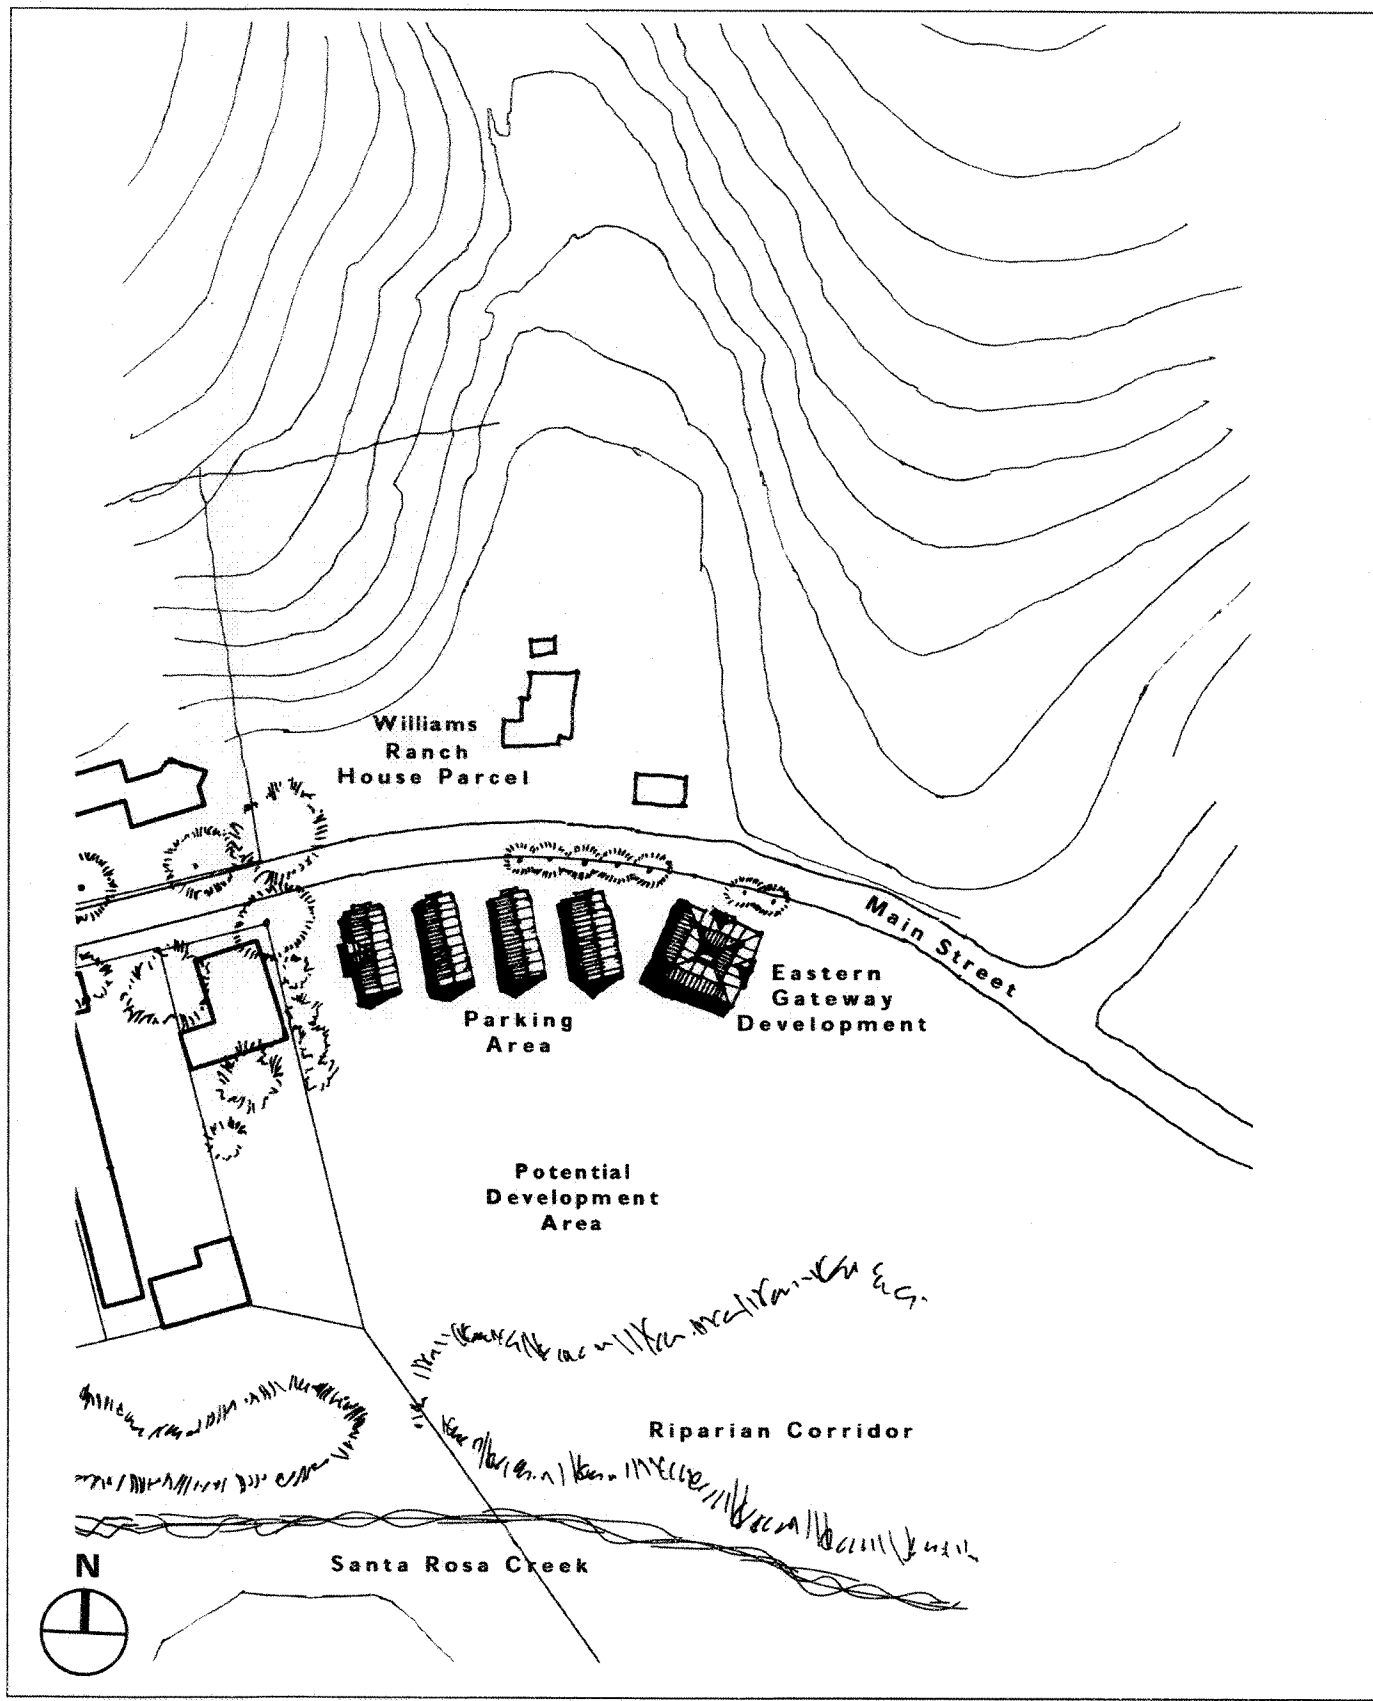 Williams
Ranch
House Parcel
Main Street
Eastern
Gateway
Development
Parking
Area
Potential
Development
Area
Riparian Corridor
Santa Rosa Creek
N